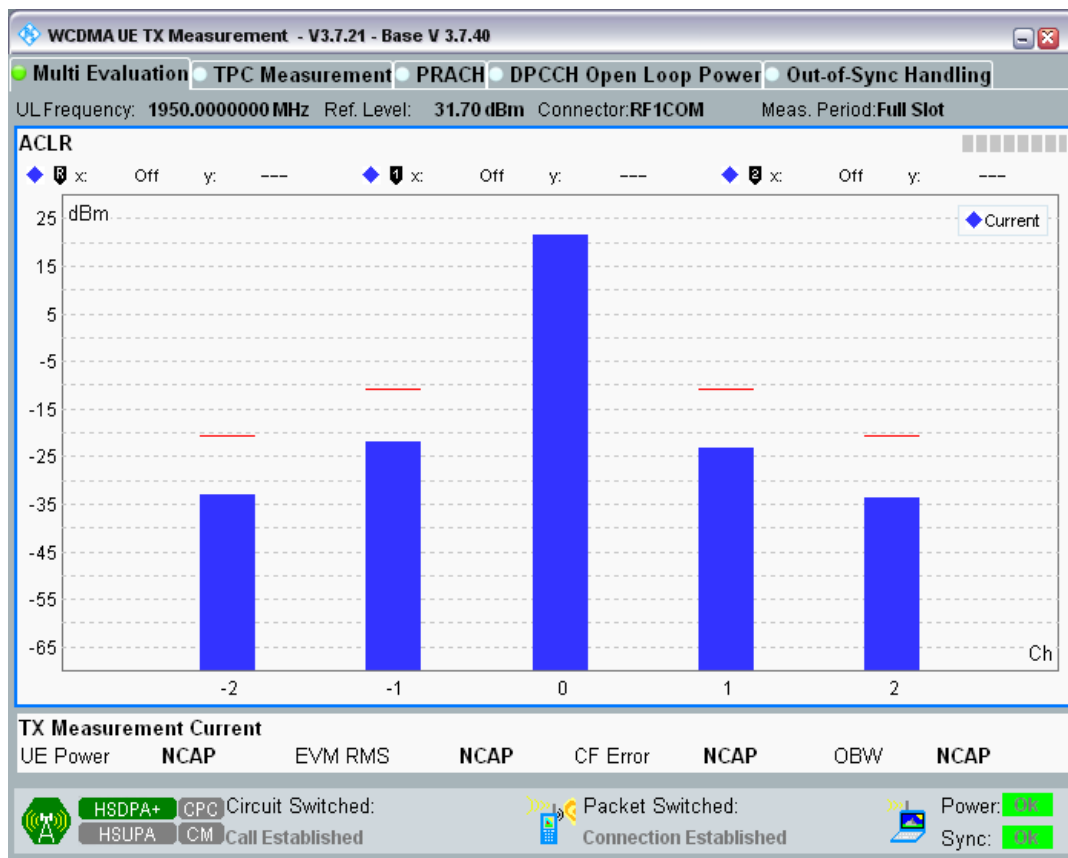 WCDMA UE TX Measurement - V3.7.21 - Base V 3.7.40
Multi Evaluation TPC Measurement PRACH DPCCH Open Loop Power Out-of-Sync Handling
UL Frequency: 1950.0000000 MHz Ref. Level: 31.70 dBm Connector:RF1COM Meas. Period:Full Slot
ACLR
R x: Off y: --- 1 x: Off y: --- 2 x: Off y: ---
dBm
Current
25
15
5
-5
-15
-25
-35
-45
-55
-65
Ch
-2 -1 0 1 2
TX Measurement Current
UE Power NCAP EVM RMS NCAP CF Error NCAP OBW NCAP
HSDPA+ CPC Circuit Switched: Packet Switched: Power: OK
HSUPA CM Call Established Connection Established Sync: OK